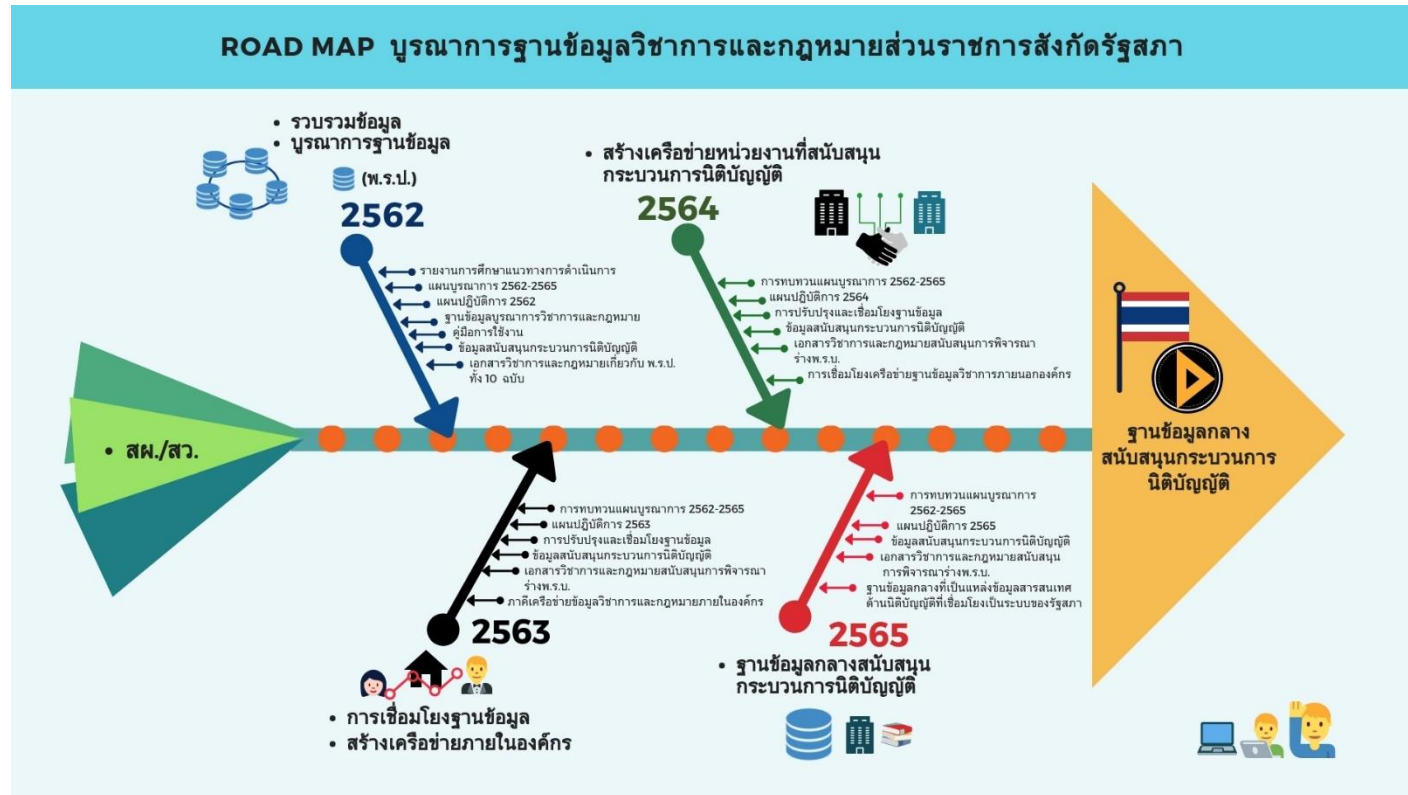 ROAD MAP บูรณาการฐานข้อมูลวิชาการและกฎหมายส่วนราชการสังกัดรัฐสภา
• รวบรวมข้อมูล
• บูรณาการฐานข้อมูล
(พ.ร.ป.)
2562
รายงานการศึกษาแนวทางการดำเนินการ
แผนบูรณาการ 2562-2565
แผนปฏิบัติการ 2562
ฐานข้อมูลบูรณาการวิชาการและกฎหมาย
คู่มือการใช้งาน
ข้อมูลสนับสนุนกระบวนการนิติบัญญัติ
เอกสารวิชาการและกฎหมายเกี่ยวกับ พ.ร.ป.
ทั้ง 10 ฉบับ
• สร้างเครือข่ายหน่วยงานที่สนับสนุน
กระบวนการนิติบัญญัติ
2564
การทบทวนแผนบูรณาการ 2562-2565
แผนปฏิบัติการ 2564
การปรับปรุงและเชื่อมโยงฐานข้อมูล
ข้อมูลสนับสนุนกระบวนการนิติบัญญัติ
เอกสารวิชาการและกฎหมายสนับสนุนการพิจารณา
ร่างพ.ร.บ.
การเชื่อมโยงเครือข่ายฐานข้อมูลวิชาการภายนอกองค์กร
• สผ./สว.
ฐานข้อมูลกลาง
สนับสนุนกระบวนการ
นิติบัญญัติ
การทบทวนแผนบูรณาการ 2562-2565
แผนปฏิบัติการ 2563
การปรับปรุงและเชื่อมโยงฐานข้อมูล
ข้อมูลสนับสนุนกระบวนการนิติบัญญัติ
เอกสารวิชาการและกฎหมายสนับสนุนการพิจารณา
ร่างพ.ร.บ.
ภาคีเครือข่ายข้อมูลวิชาการและกฎหมายภายในองค์กร
2563
• การเชื่อมโยงฐานข้อมูล
• สร้างเครือข่ายภายในองค์กร
การทบทวนแผนบูรณาการ
2562-2565
แผนปฏิบัติการ 2565
ข้อมูลสนับสนุนกระบวนการนิติบัญญัติ
เอกสารวิชาการและกฎหมายสนับสนุน
การพิจารณาร่างพ.ร.บ.
ฐานข้อมูลกลางที่เป็นแหล่งข้อมูลสารสนเทศ
ด้านนิติบัญญัติที่เชื่อมโยงเป็นระบบของรัฐสภา
2565
• ฐานข้อมูลกลางสนับสนุน
กระบวนการนิติบัญญัติ